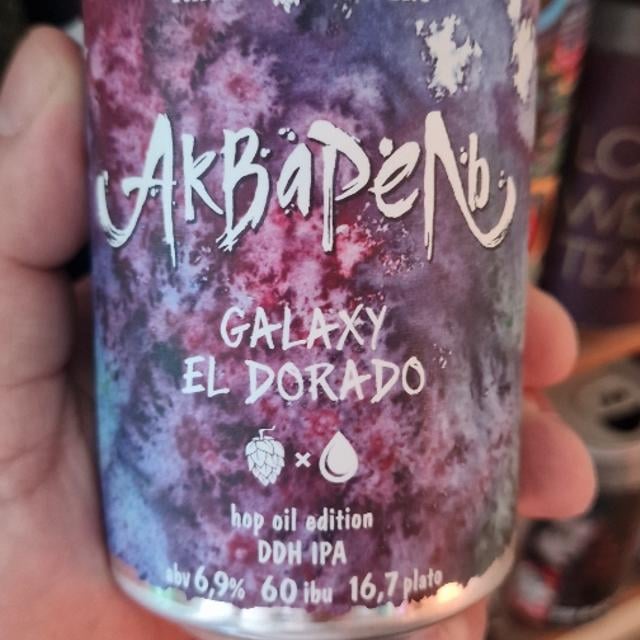 АкВаРеЛь
GALAXY
EL DORADO
×
hop oil edition
DDH IPA
abv 6,9% 60 ibu 16,7 plato